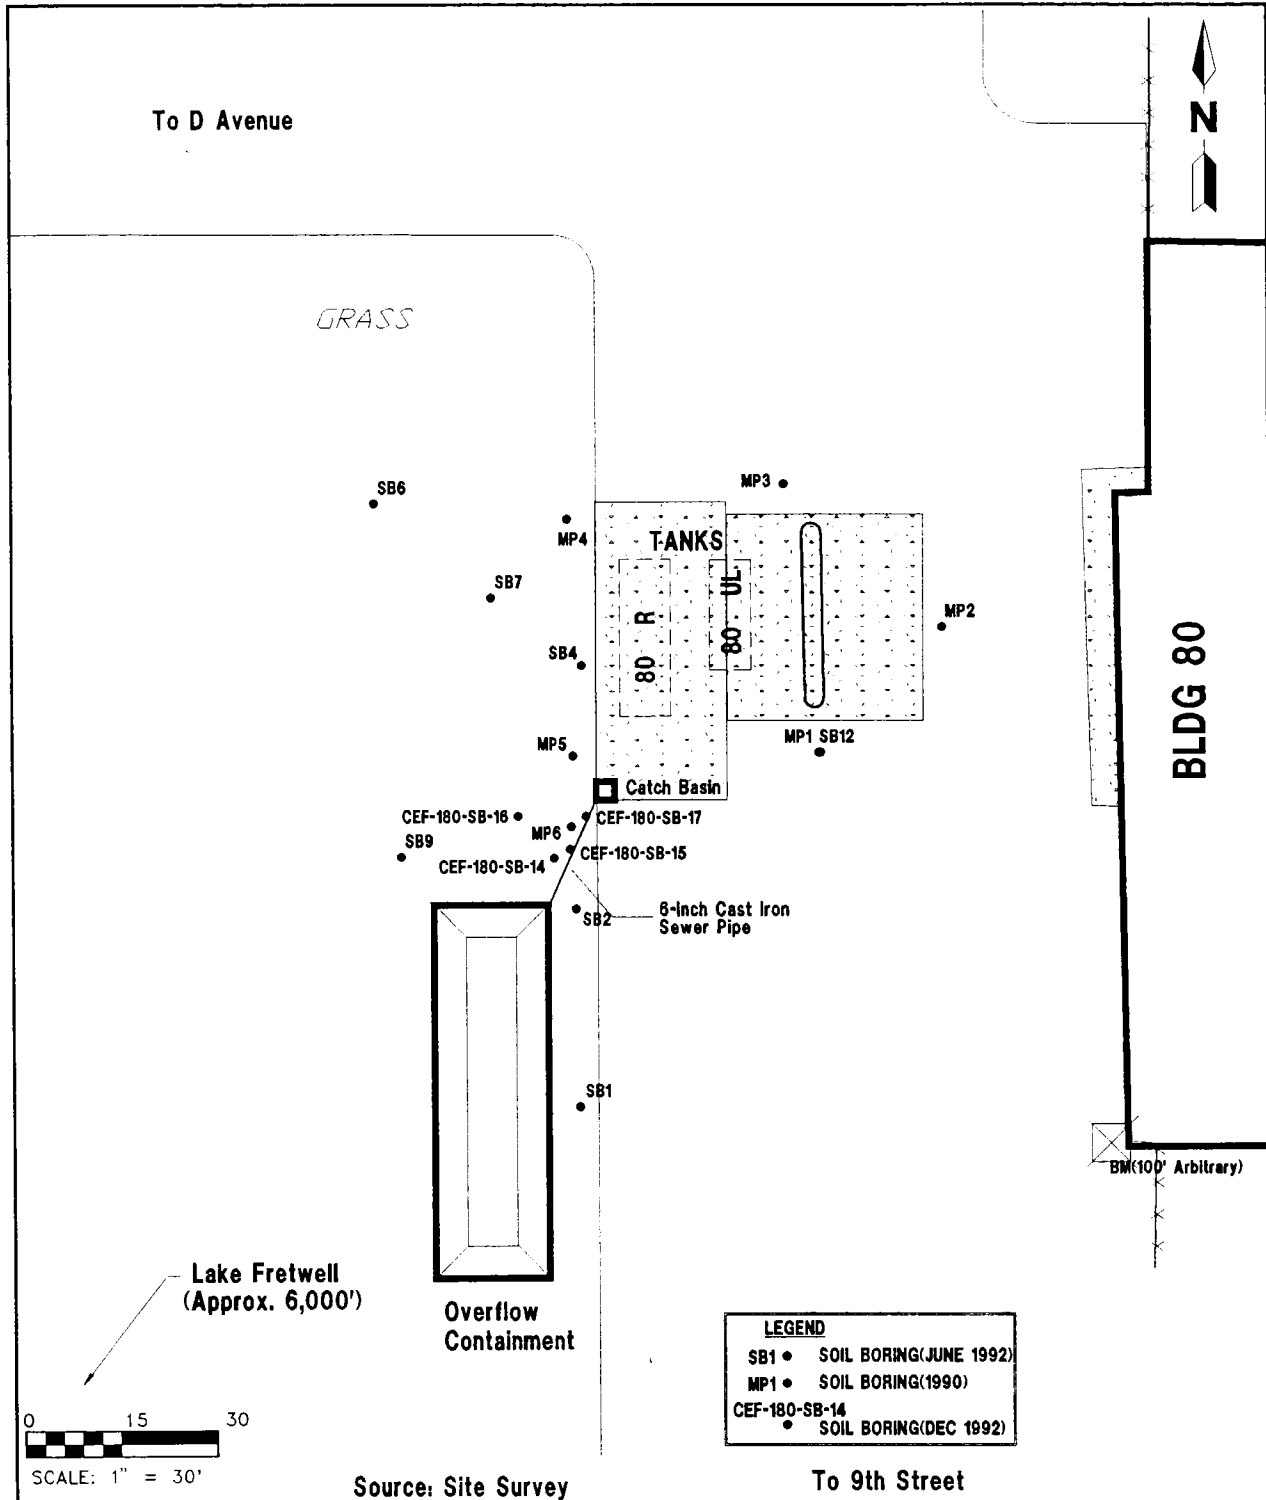 To D Avenue
N
GRASS
SB6
MP3
MP4
TANKS
SB7
80 R
80 UL
MP2
SB4
BLDG 80
MP5
MP1 SB12
Catch Basin
CEF-180-SB-16
CEF-180-SB-17
MP6
SB9
CEF-180-SB-15
CEF-180-SB-14
6-Inch Cast Iron
Sewer Pipe
SB2
SB1
BM(100' Arbitrary)
Lake Fretwell
(Approx. 6,000')
Overflow
Containment
LEGEND
SB1 SOIL BORING(JUNE 1992)
MP1 SOIL BORING(1990)
CEF-180-SB-14
SOIL BORING(DEC 1992)
0 15 30
SCALE: 1" = 30'
Source: Site Survey
To 9th Street